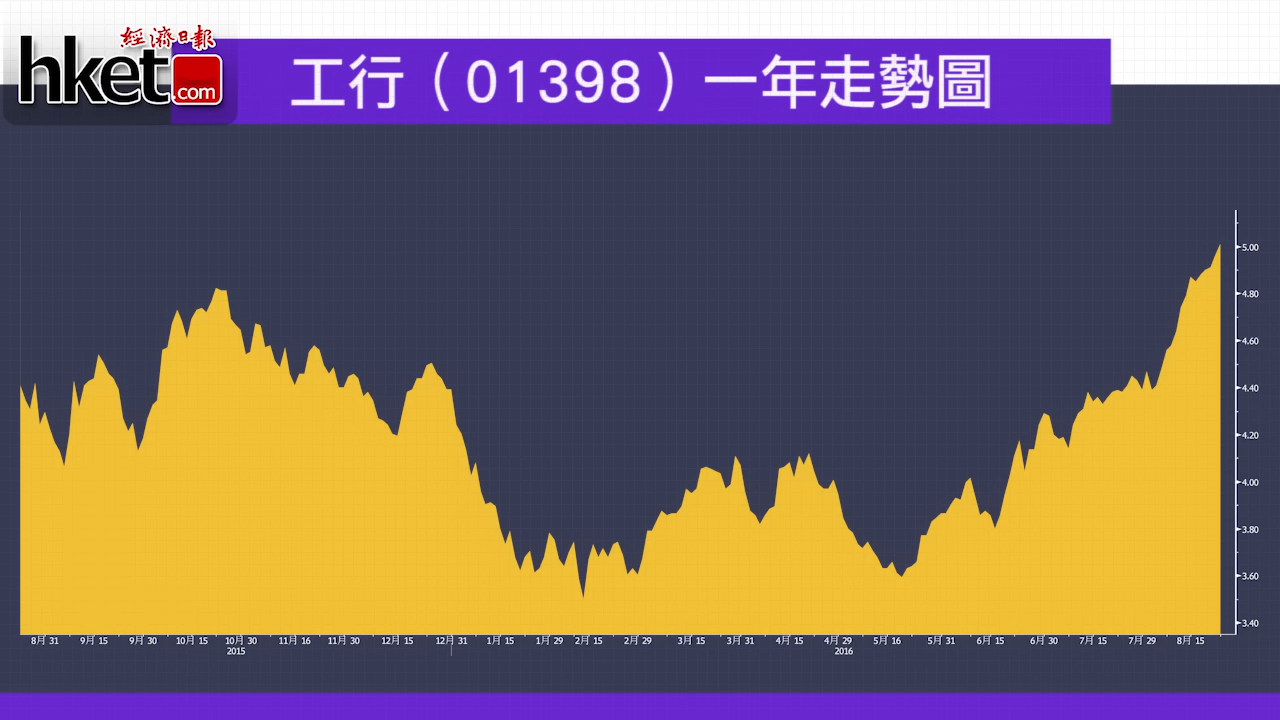 經濟日報
hket
.com
工行（01398）一年走勢圖
5.00
4.80
4.60
4.40
4.20
4.00
3.80
3.60
3.40
8月 31 9月 15 9月 30 10月 15 10月 30 11月 16 11月 30 12月 15 12月 31 1月 15 1月 29 2月 15 2月 29 3月 15 3月 31 4月 15 4月 29 5月 16 5月 31 6月 15 6月 30 7月 15 7月 29 8月 15
2015 2016